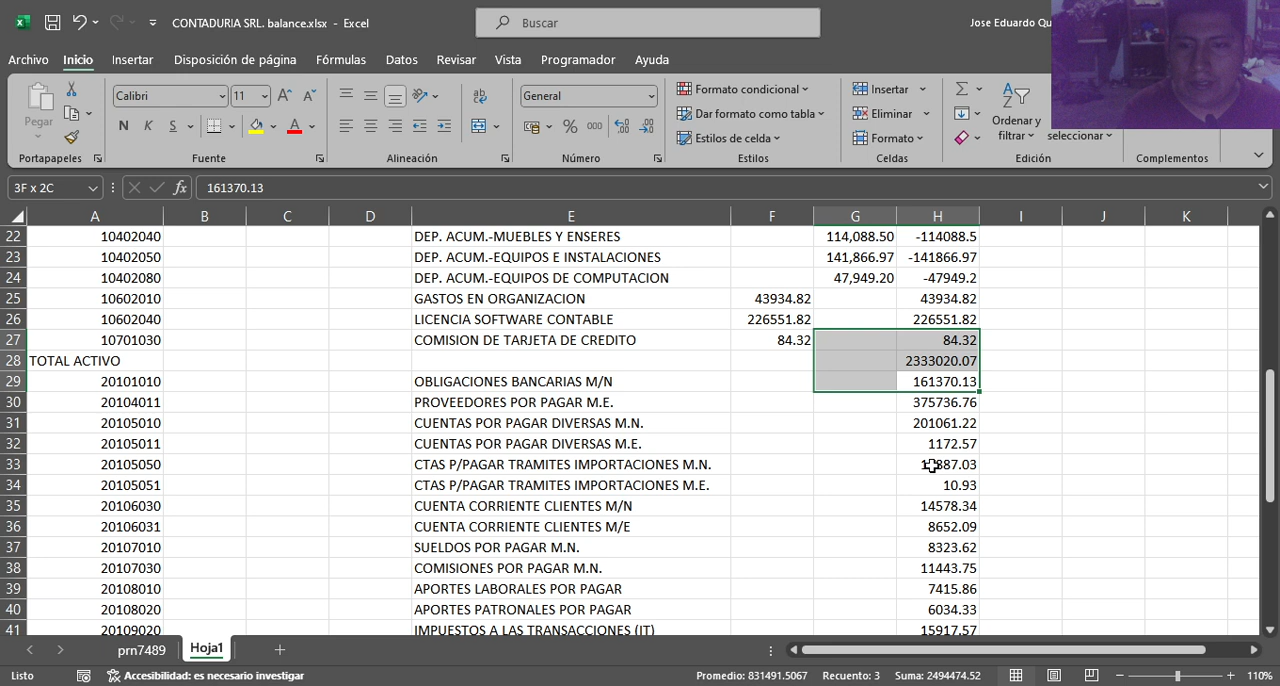 CONTADURIA SRL. balance.xlsx - Excel
Buscar
Jose Eduardo Qu
Archivo Inicio Insertar Disposición de página Fórmulas Datos Revisar Vista Programador Ayuda
Pegar
Calibri 11
N K S
ab
General
% 000
Formato condicional
Dar formato como tabla
Estilos de celda
Insertar
Eliminar
Formato
Ordenar y filtrar
seleccionar
Portapapeles Fuente Alineación Número Estilos Celdas Edición Complementos
3F x 2C fx 161370.13
A B C D E F G H I J K
22 10402040 DEP. ACUM.-MUEBLES Y ENSERES 114,088.50 -114088.5
23 10402050 DEP. ACUM.-EQUIPOS E INSTALACIONES 141,866.97 -141866.97
24 10402080 DEP. ACUM.-EQUIPOS DE COMPUTACION 47,949.20 -47949.2
25 10602010 GASTOS EN ORGANIZACION 43934.82 43934.82
26 10602040 LICENCIA SOFTWARE CONTABLE 226551.82 226551.82
27 10701030 COMISION DE TARJETA DE CREDITO 84.32 84.32
28 TOTAL ACTIVO 2333020.07
29 20101010 OBLIGACIONES BANCARIAS M/N 161370.13
30 20104011 PROVEEDORES POR PAGAR M.E. 375736.76
31 20105010 CUENTAS POR PAGAR DIVERSAS M.N. 201061.22
32 20105011 CUENTAS POR PAGAR DIVERSAS M.E. 1172.57
33 20105050 CTAS P/PAGAR TRAMITES IMPORTACIONES M.N.
34 20105051 CTAS P/PAGAR TRAMITES IMPORTACIONES M.E. 10.93
35 20106030 CUENTA CORRIENTE CLIENTES M/N 14578.34
36 20106031 CUENTA CORRIENTE CLIENTES M/E 8652.09
37 20107010 SUELDOS POR PAGAR M.N. 8323.62
38 20107030 COMISIONES POR PAGAR M.N. 11443.75
39 20108010 APORTES LABORALES POR PAGAR 7415.86
40 20108020 APORTES PATRONALES POR PAGAR 6034.33
41 20109020 IMPUESTOS A LAS TRANSACCIONES (IT) 15917.57
prn7489 Hoja1
Listo Accesibilidad: es necesario investigar Promedio: 831491.5067 Recuento: 3 Suma: 2494474.52 110%